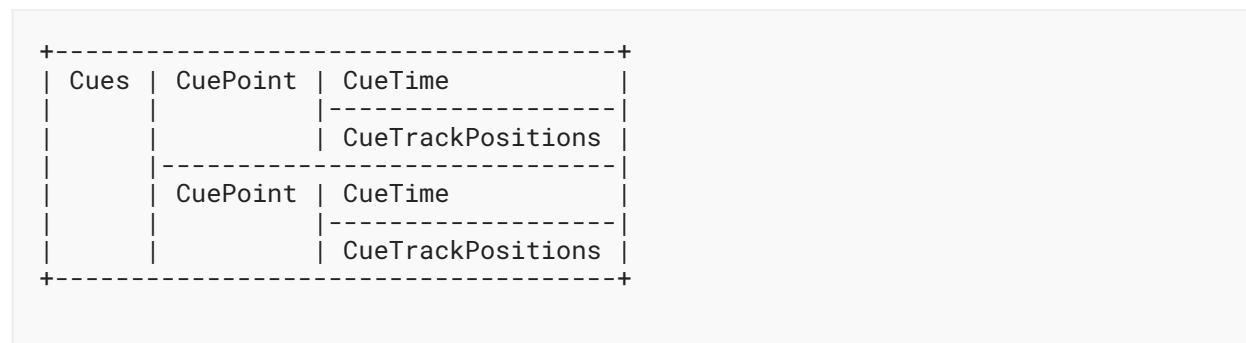 +-------------------------------------+
| Cues | CuePoint | CueTime           |
|      |          |-------------------|
|      |          | CueTrackPositions |
|      |------------------------------|
|      | CuePoint | CueTime           |
|      |          |-------------------|
|      |          | CueTrackPositions |
+-------------------------------------+